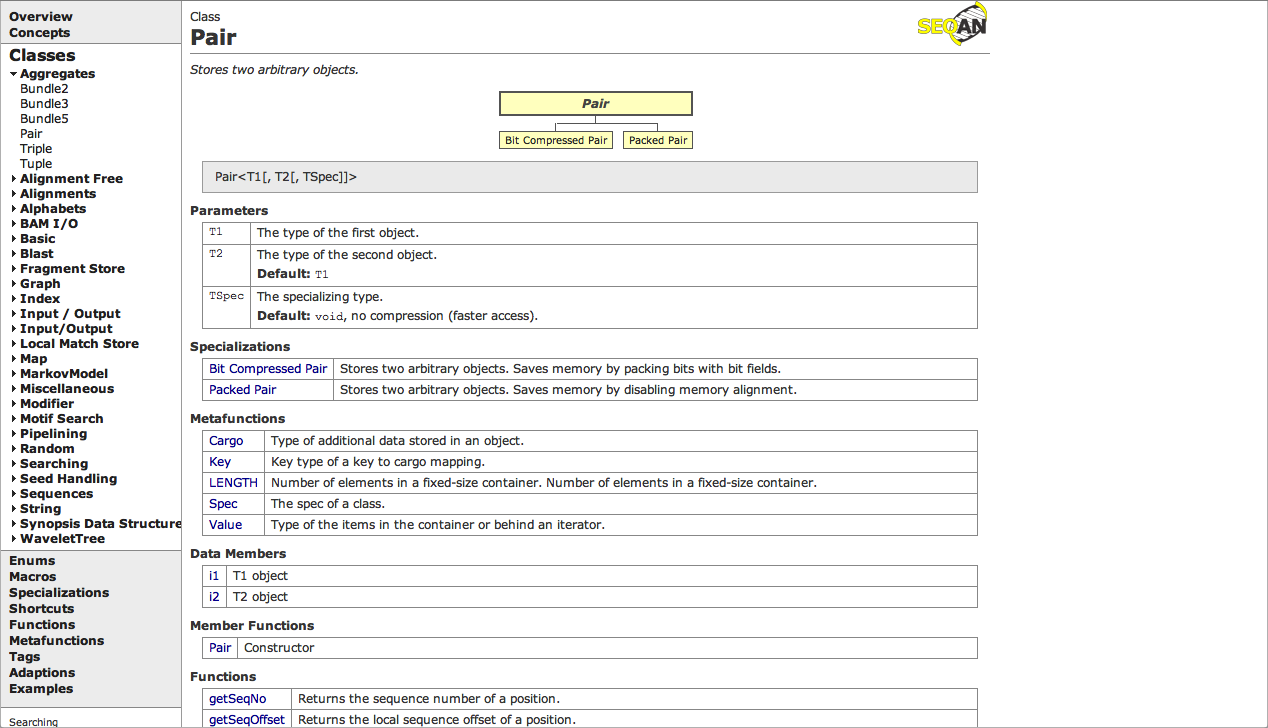 Overview
Concepts
Classes
Aggregates
Bundle2
Bundle3
Bundle5
Pair
Triple
Tuple
Alignment Free
Alignments
Alphabets
BAM I/O
Basic
Blast
Fragment Store
Graph
Index
Input / Output
Input/Output
Local Match Store
Map
MarkovModel
Miscellaneous
Modifier
Motif Search
Pipelining
Random
Searching
Seed Handling
Sequences
String
Synopsis Data Structure
WaveletTree
Enums
Macros
Specializations
Shortcuts
Functions
Metafunctions
Tags
Adaptions
Examples
Searching
Class
Pair
SEQAN
Stores two arbitrary objects.
Pair
Bit Compressed Pair Packed Pair
Pair<T1[, T2[, TSpec]]>
Parameters
T1 The type of the first object.
T2 The type of the second object.
Default: T1
TSpec The specializing type.
Default: void, no compression (faster access).
Specializations
Bit Compressed Pair Stores two arbitrary objects. Saves memory by packing bits with bit fields.
Packed Pair Stores two arbitrary objects. Saves memory by disabling memory alignment.
Metafunctions
Cargo Type of additional data stored in an object.
Key Key type of a key to cargo mapping.
LENGTH Number of elements in a fixed-size container. Number of elements in a fixed-size container.
Spec The spec of a class.
Value Type of the items in the container or behind an iterator.
Data Members
i1 T1 object
i2 T2 object
Member Functions
Pair Constructor
Functions
getSeqNo Returns the sequence number of a position.
getSeqOffset Returns the local sequence offset of a position.